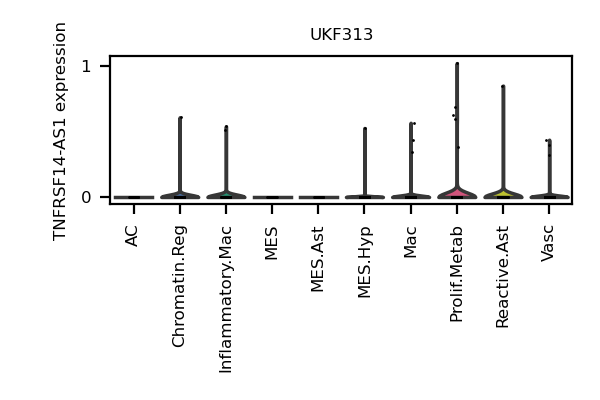 UKF313
TNFRSF14-AS1 expression
1
0
AC
Chromatin.Reg
Inflammatory.Mac
MES
MES.Ast
MES.Hyp
Mac
Prolif.Metab
Reactive.Ast
Vasc